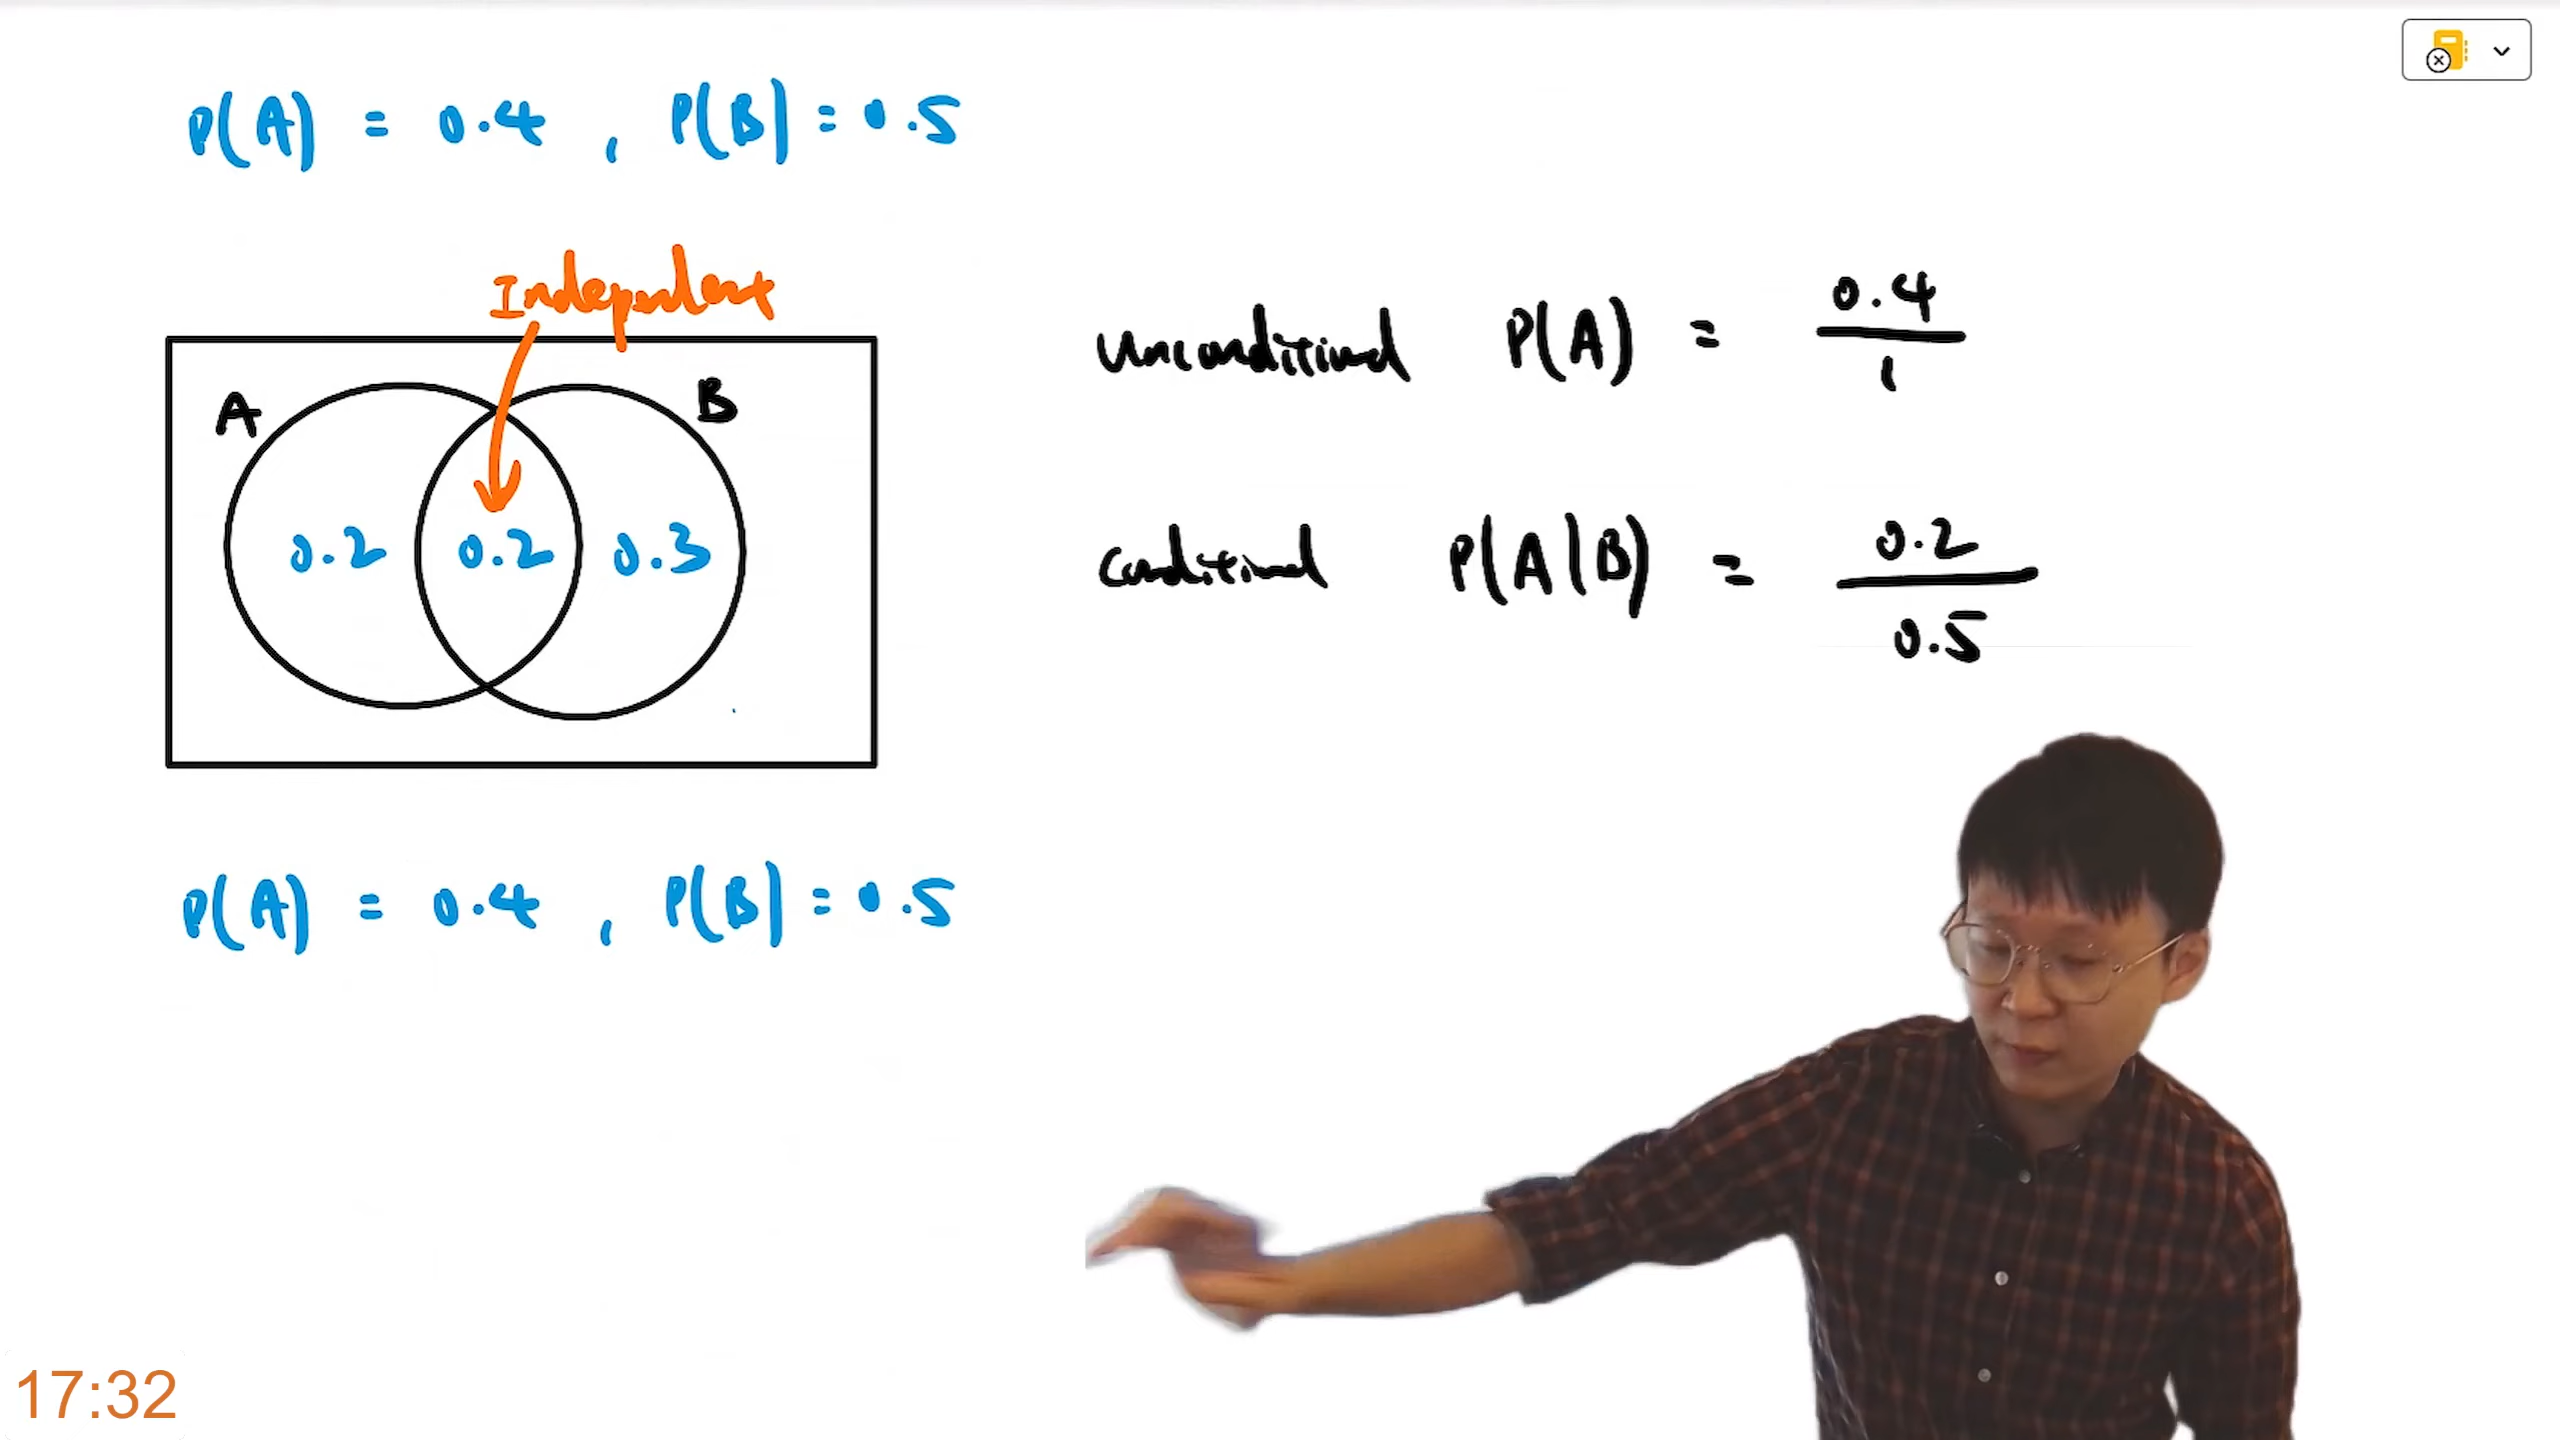 P(A) = 0.4 , P(B) = 0.5
Independent
A
B
0.2 0.2 0.3
Unconditional P(A) = 0.4 / 1
Conditional P(A|B) = 0.2 / 0.5
P(A) = 0.4 , P(B) = 0.5
17:32